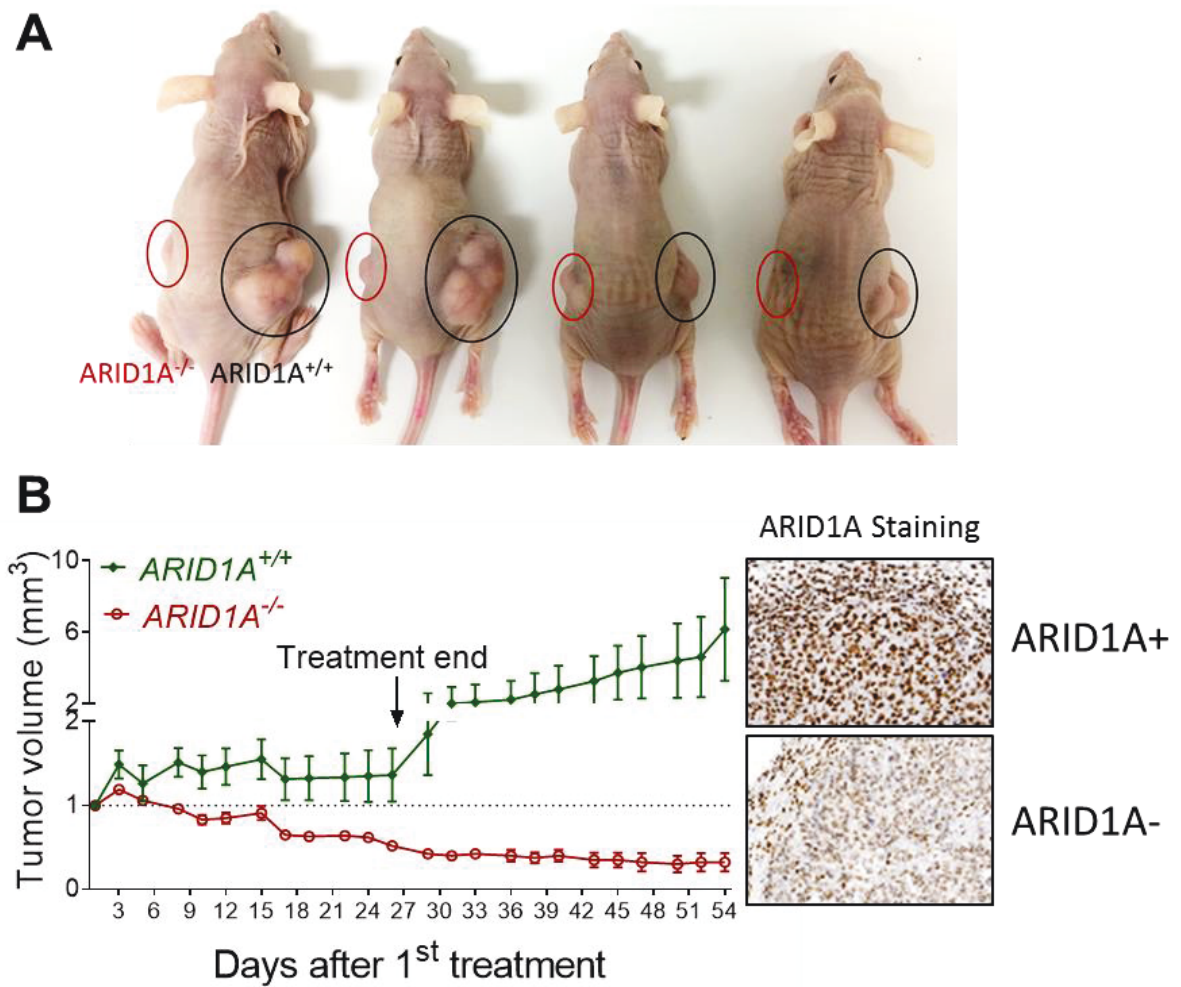 A
ARID1A-/- ARID1A+/+
B
ARID1A Staining
Tumor volume (mm3)
10
6
2
2
1
0
ARID1A+/+
ARID1A-/-
Treatment end
3 6 9 12 15 18 21 24 27 30 33 36 39 42 45 48 51 54
Days after 1st treatment
ARID1A+
ARID1A-